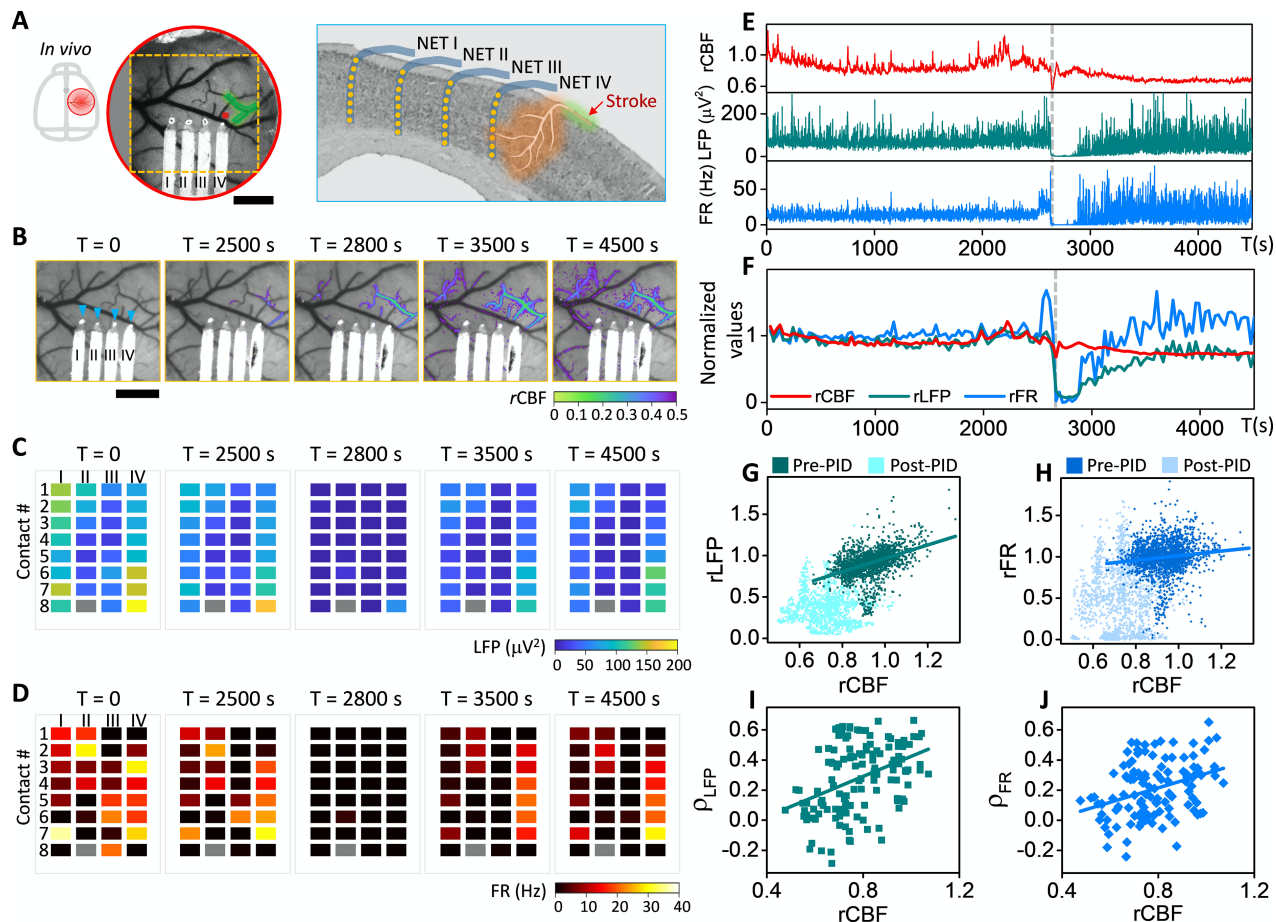 A
In vivo
I II III IV
NET I
NET II
NET III
NET IV
Stroke
B
T = 0 T = 2500 s T = 2800 s T = 3500 s T = 4500 s
I II III IV
rCBF
0 0.1 0.2 0.3 0.4 0.5
C
T = 0 T = 2500 s T = 2800 s T = 3500 s T = 4500 s
I II III IV
Contact #
1
2
3
4
5
6
7
8
LFP (μV²)
0 50 100 150 200
D
T = 0 T = 2500 s T = 2800 s T = 3500 s T = 4500 s
I II III IV
Contact #
1
2
3
4
5
6
7
8
FR (Hz)
0 10 20 30 40
E
rCBF
1.0
0.6
LFP (μV²)
200
0
FR (Hz)
50
0
0 1000 2000 3000 4000 T(s)
F
Normalized values
1
0
rCBF rLFP rFR
0 1000 2000 3000 4000 T(s)
G
Pre-PID Post-PID
rLFP
1.5
1.0
0.5
0.0
0.6 0.8 1.0 1.2
rCBF
H
Pre-PID Post-PID
rFR
1.5
1.0
0.5
0.0
0.6 0.8 1.0 1.2
rCBF
I
ρLFP
0.6
0.4
0.2
0.0
-0.2
0.4 0.8 1.2
rCBF
J
ρFR
0.6
0.4
0.2
0.0
-0.2
0.4 0.8 1.2
rCBF